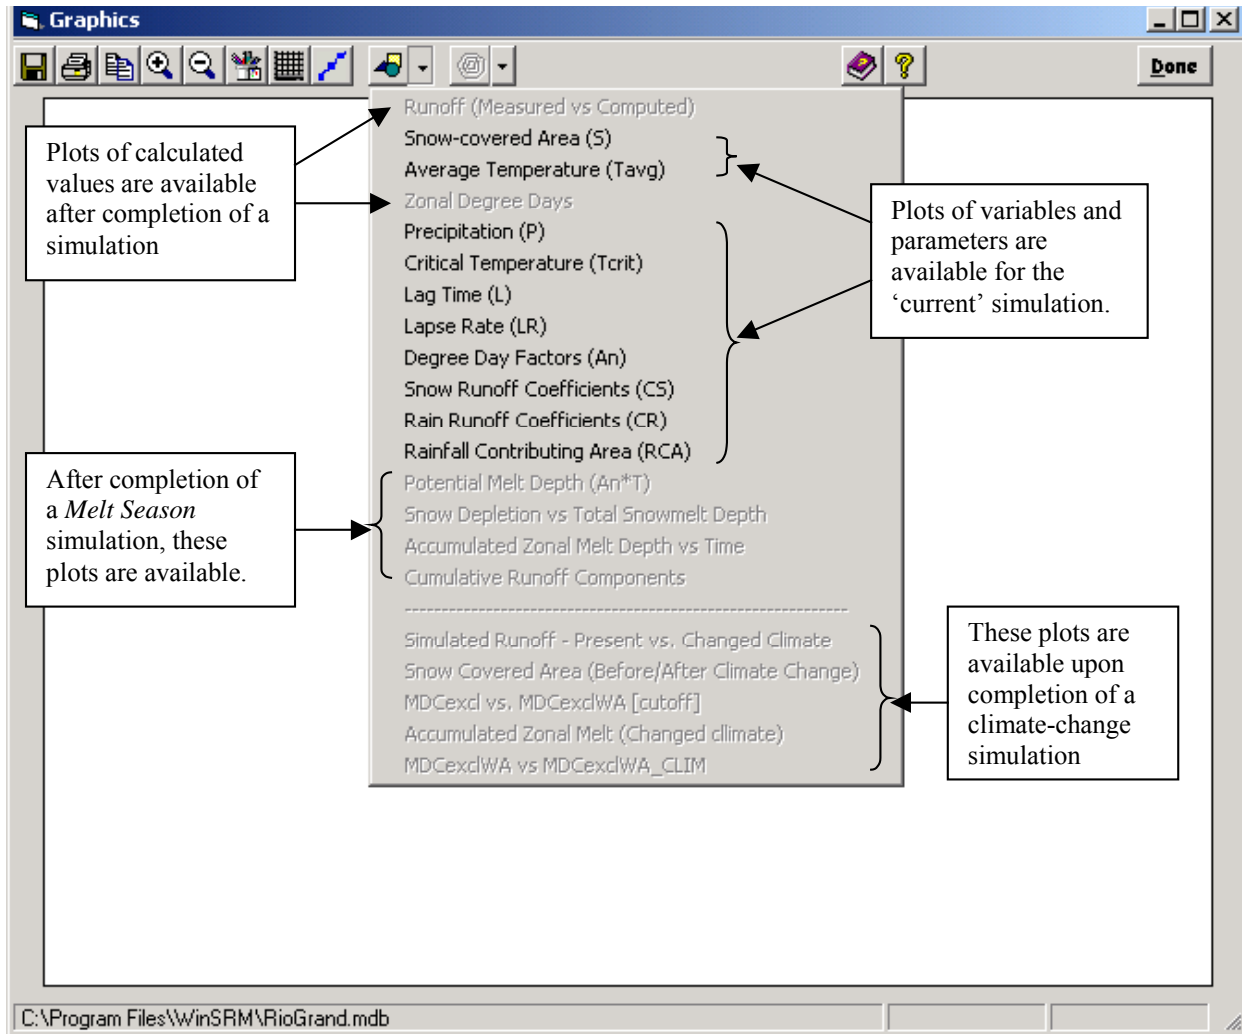 Graphics
Done
Runoff (Measured vs Computed)
Snow-covered Area (S)
Average Temperature (Tavg)
Zonal Degree Days
Precipitation (P)
Critical Temperature (Tcrit)
Lag Time (L)
Lapse Rate (LR)
Degree Day Factors (An)
Snow Runoff Coefficients (CS)
Rain Runoff Coefficients (CR)
Rainfall Contributing Area (RCA)
Potential Melt Depth (An*T)
Snow Depletion vs Total Snowmelt Depth
Accumulated Zonal Melt Depth vs Time
Cumulative Runoff Components
------------------------------------------------------------
Simulated Runoff - Present vs. Changed Climate
Snow Covered Area (Before/After Climate Change)
MDCexcl vs. MDCexclWA [cutoff]
Accumulated Zonal Melt (Changed cllimate)
MDCexclWA vs MDCexclWA_CLIM
Plots of calculated
values are available
after completion of a
simulation
Plots of variables and
parameters are
available for the
‘current’ simulation.
After completion of
a Melt Season
simulation, these
plots are available.
These plots are
available upon
completion of a
climate-change
simulation
C:\Program Files\WinSRM\RioGrand.mdb